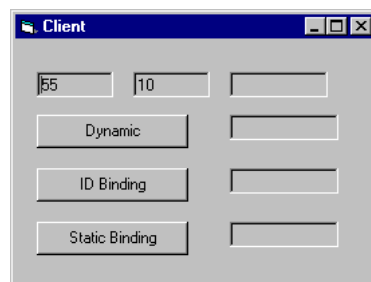 Client
55 10
Dynamic
ID Binding
Static Binding